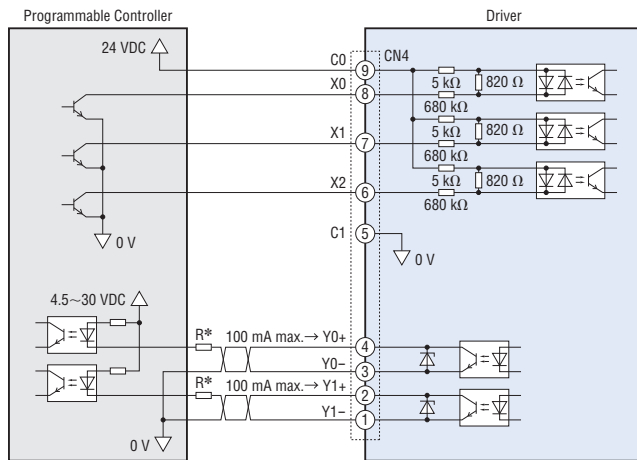 Programmable Controller
Driver
24 VDC
C0
CN4
9
5 kΩ
820 Ω
X0
8
680 kΩ
5 kΩ
820 Ω
X1
7
680 kΩ
5 kΩ
820 Ω
X2
6
680 kΩ
C1
5
0 V
0 V
4.5~30 VDC
R*
100 mA max.→ Y0+
4
Y0−
3
R*
100 mA max.→ Y1+
2
Y1−
1
0 V